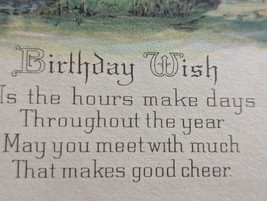 Birthday Wish
As the hours make days
Throughout the year
May you meet with much
That makes good cheer.